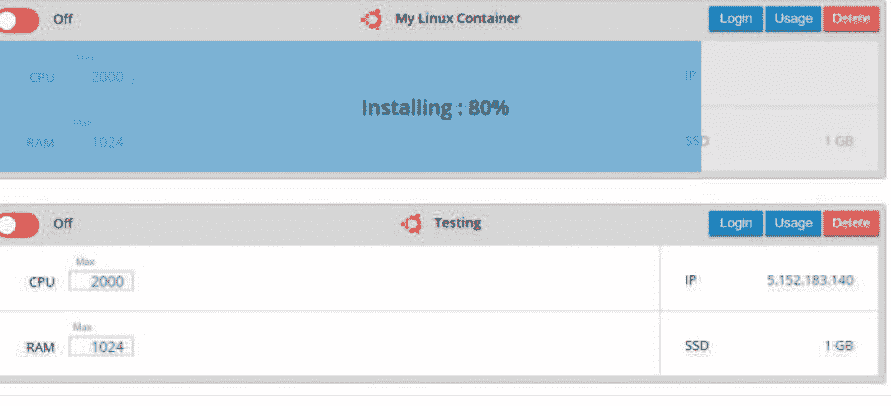 Off My Linux Container Login Usage Delete
Max
CPU 2000 IP
Installing : 80%
Max
RAM 1024 SSD 1 GB
Off Testing Login Usage Delete
Max
CPU 2000 IP 5.152.183.140
Max
RAM 1024 SSD 1 GB